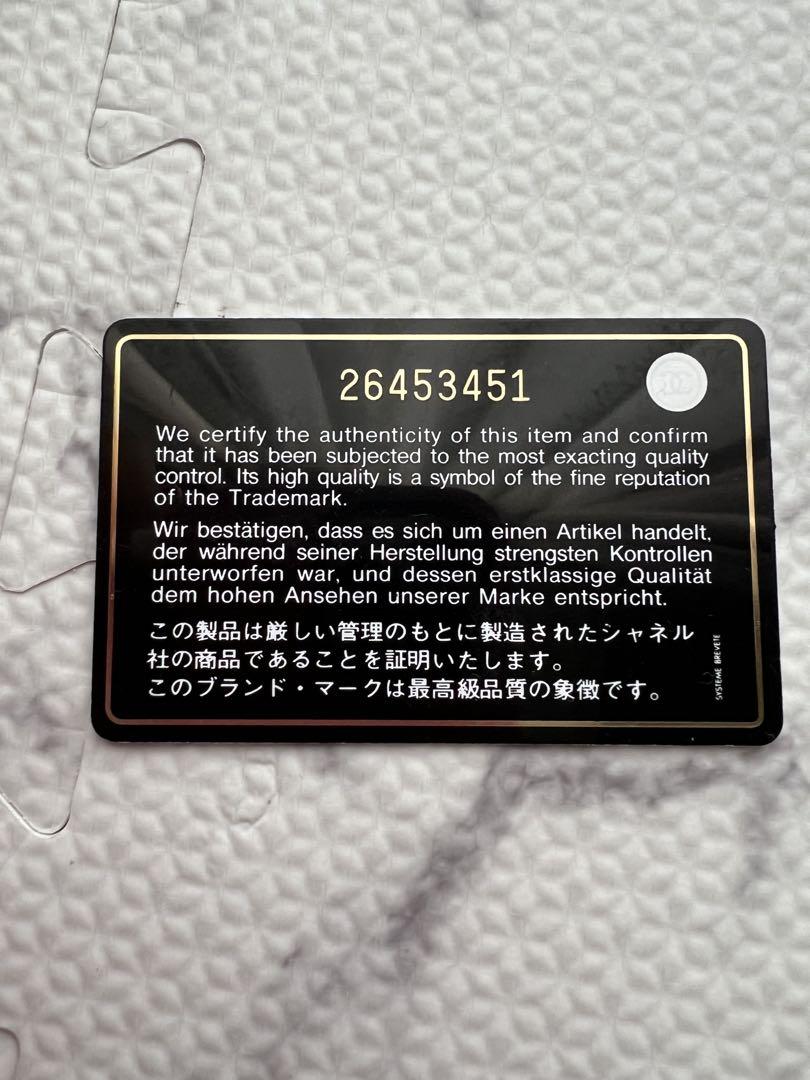 26453451
We certify the authenticity of this item and confirm
that it has been subjected to the most exacting quality
control. Its high quality is a symbol of the fine reputation
of the Trademark.
Wir bestätigen, dass es sich um einen Artikel handelt,
der während seiner Herstellung strengsten Kontrollen
unterworfen war, und dessen erstklassige Qualität
dem hohen Ansehen unserer Marke entspricht.
この製品は厳しい管理のもとに製造されたシャネル
社の商品であることを証明いたします。
このブランド・マークは最高級品質の象徴です。
SYSTEME BREVETE